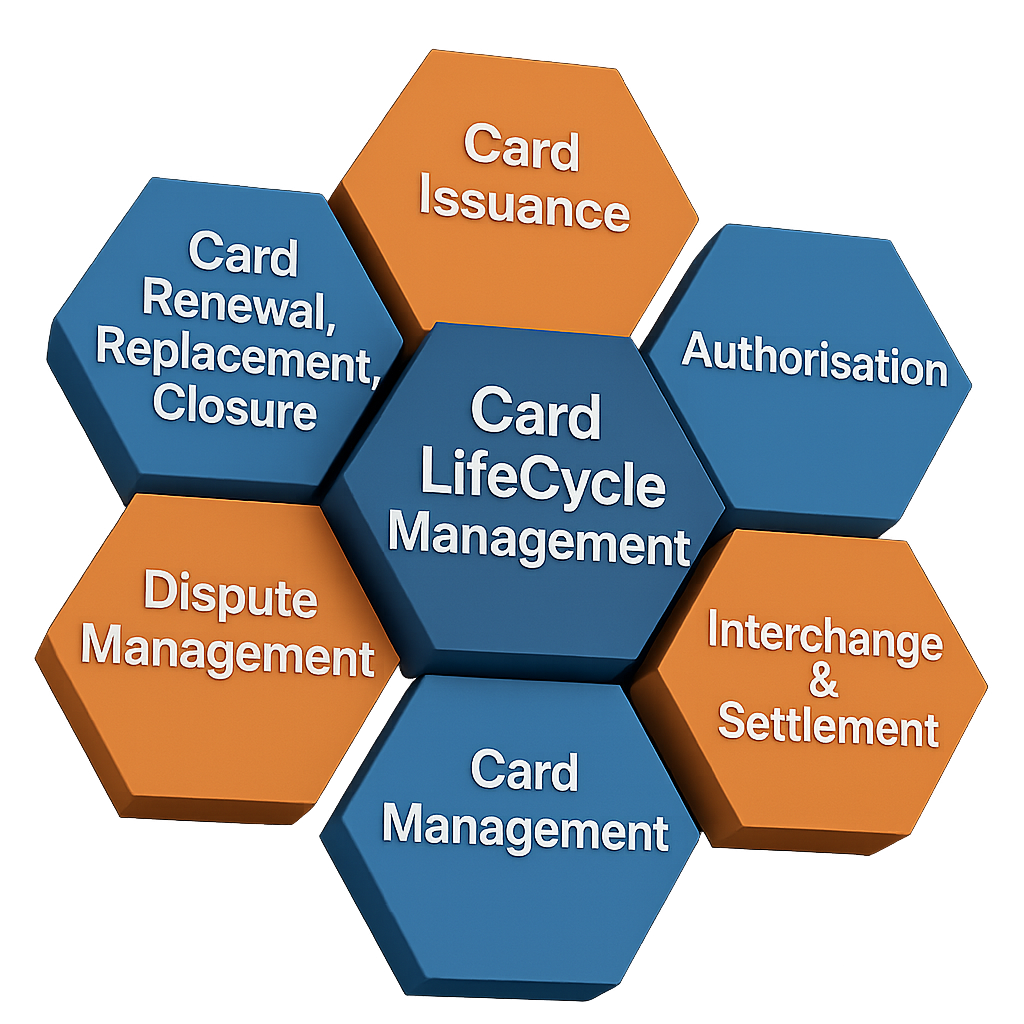 Card
Issuance
Card
Renewal,
Replacement,
Closure
Authorisation
Card
LifeCycle
Management
Dispute
Management
Interchange
&
Settlement
Card
Management